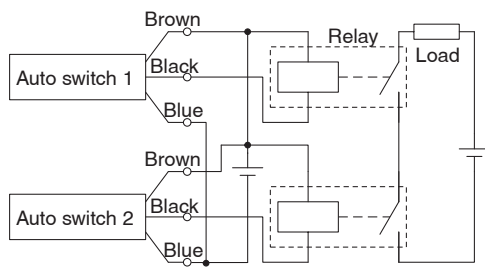 Brown
Relay
Load
Black
Auto switch 1
Blue
Brown
Black
Auto switch 2
Blue